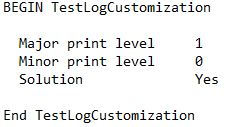 BEGIN TestLogCustomization
Major print level 1
Minor print level 0
Solution Yes
End TestLogCustomization